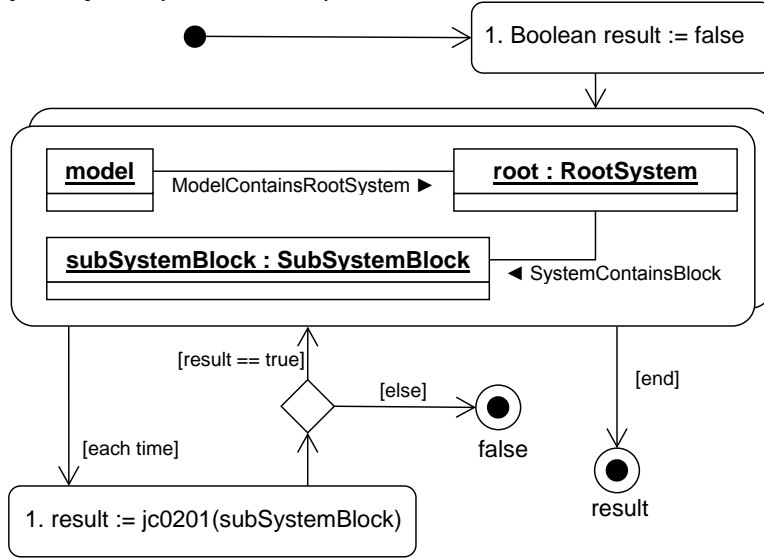 1. Boolean result := false
model
root : RootSystem
ModelContainsRootSystem ►
subSystemBlock : SubSystemBlock
◄ SystemContainsBlock
[result == true]
[else]
[end]
false
[each time]
result
1. result := jc0201(subSystemBlock)